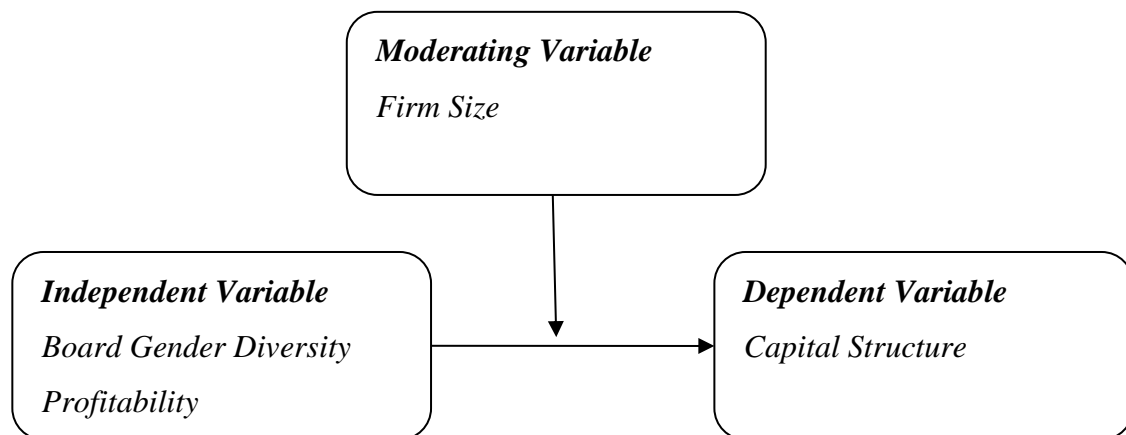 Moderating Variable
Firm Size
Independent Variable
Board Gender Diversity
Profitability
Dependent Variable
Capital Structure